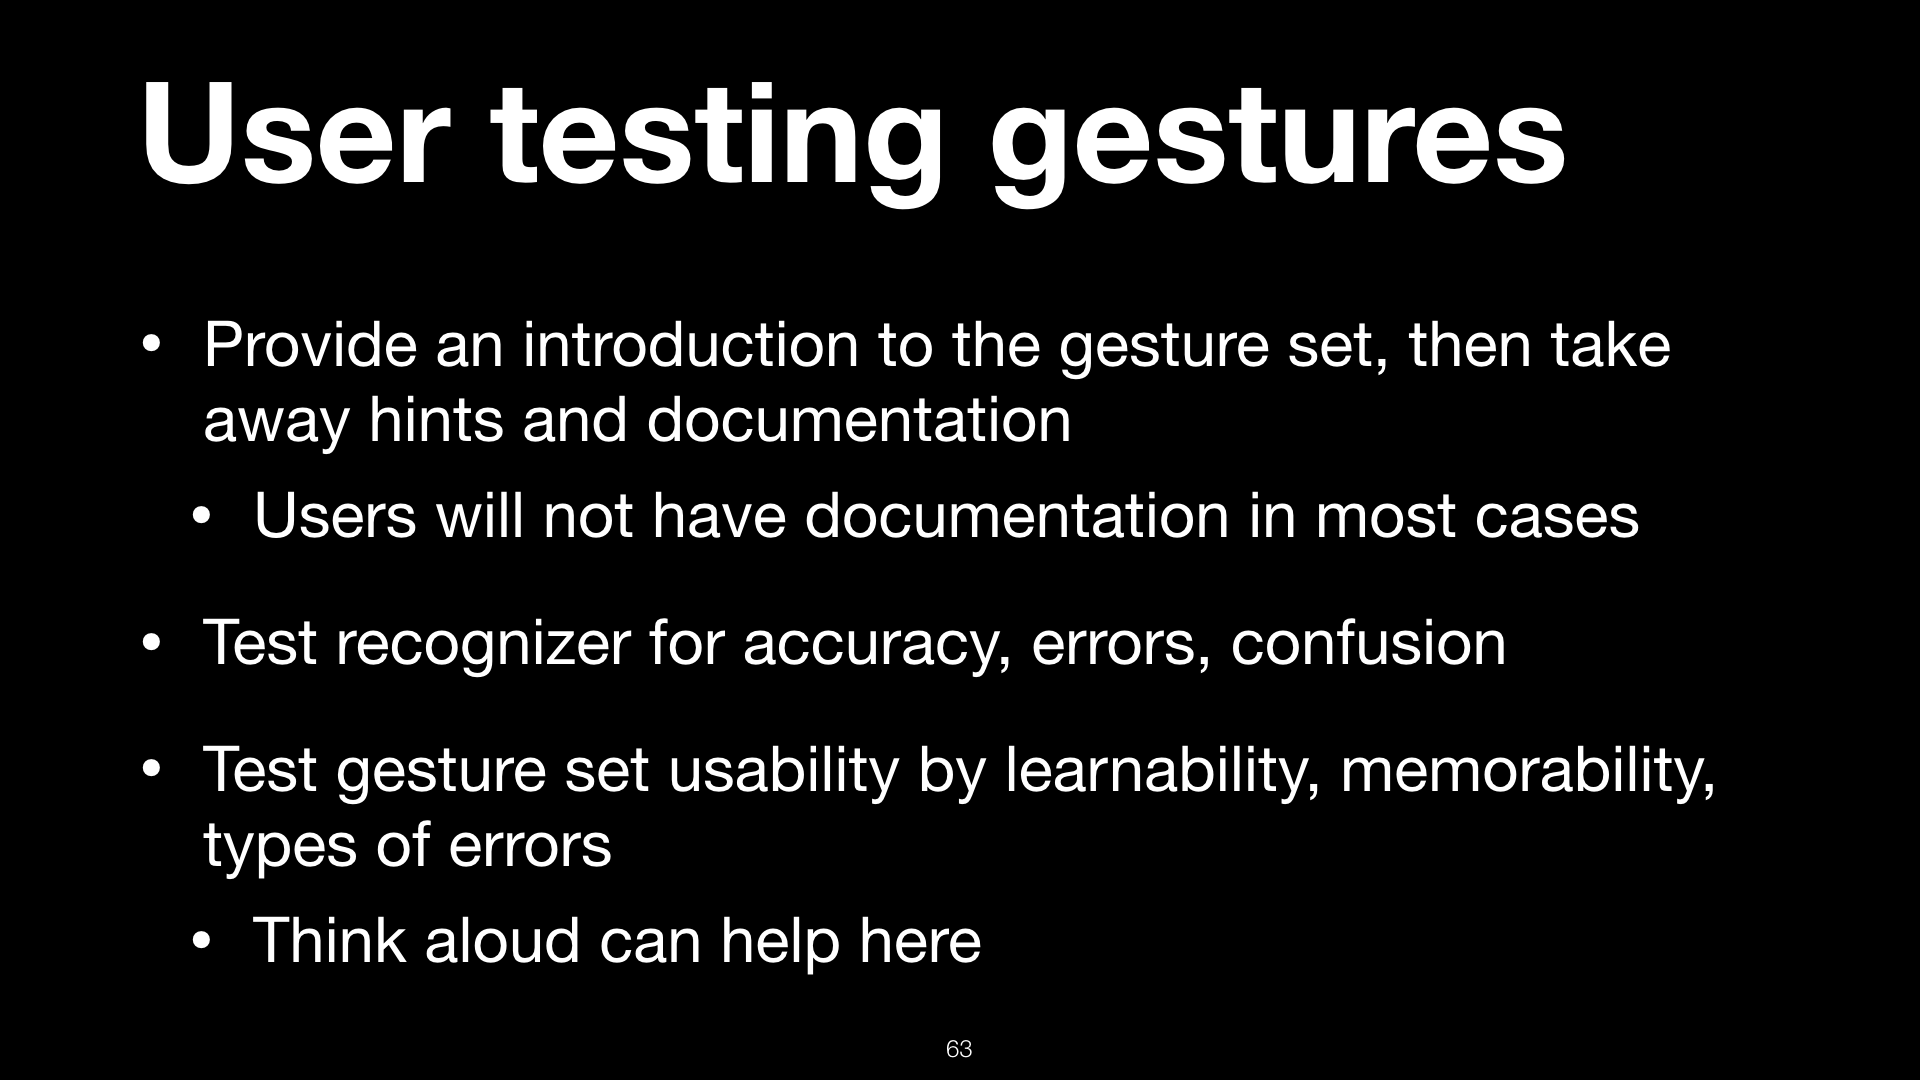 User testing gestures
• Provide an introduction to the gesture set, then take
away hints and documentation
• Users will not have documentation in most cases
• Test recognizer for accuracy, errors, confusion
• Test gesture set usability by learnability, memorability,
types of errors
• Think aloud can help here
63